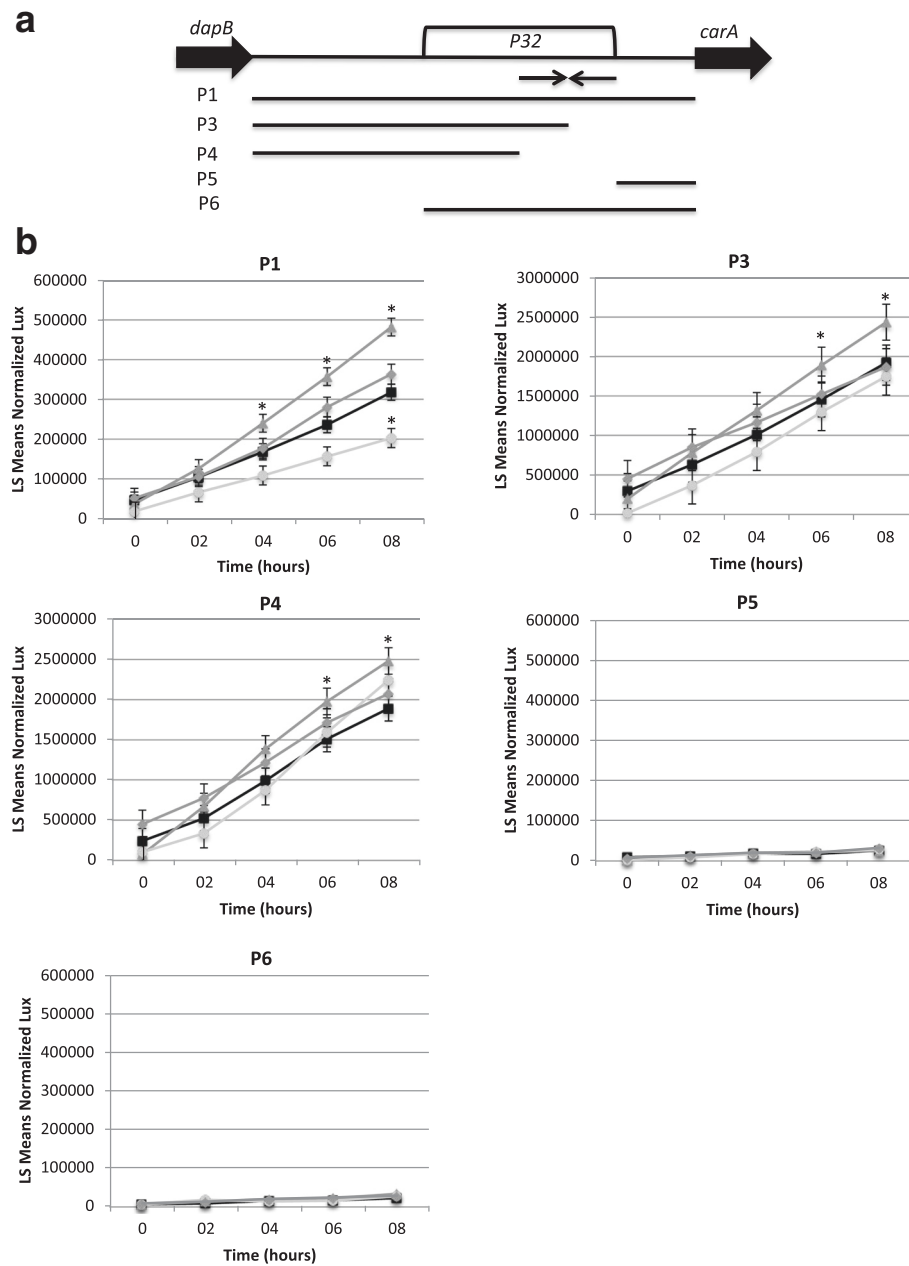 a
dapB
P32
carA
P1
P3
P4
P5
P6
b
P1
600000
500000
400000
300000
200000
100000
0
LS Means Normalized Lux
*
*
*
*
0 02 04 06 08
Time (hours)
P3
3000000
2500000
2000000
1500000
1000000
500000
0
LS Means Normalized Lux
*
*
0 02 04 06 08
Time (hours)
P4
3000000
2500000
2000000
1500000
1000000
500000
0
LS Means Normalized Lux
*
*
0 02 04 06 08
Time (hours)
P5
600000
500000
400000
300000
200000
100000
0
LS Means Normalized Lux
0 02 04 06 08
Time (hours)
P6
600000
500000
400000
300000
200000
100000
0
LS Means Normalized Lux
0 02 04 06 08
Time (hours)